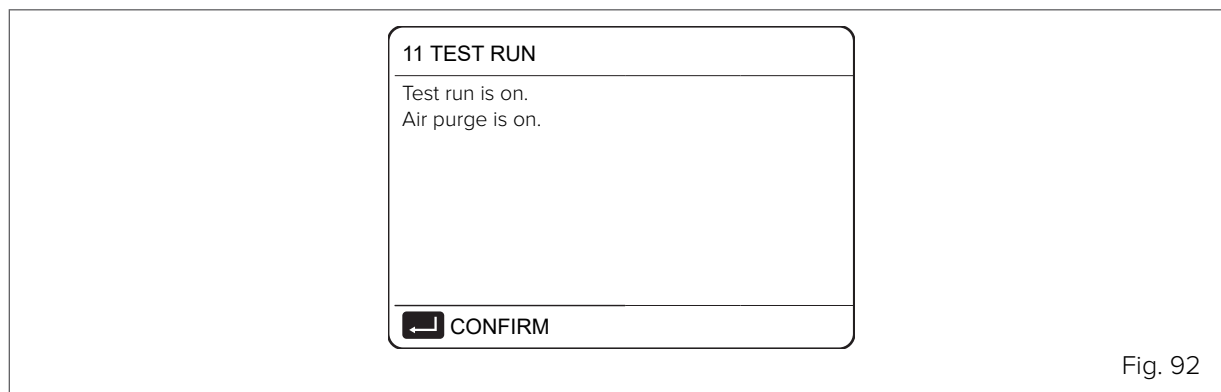 11 TEST RUN
Test run is on.
Air purge is on.
CONFIRM
Fig. 92